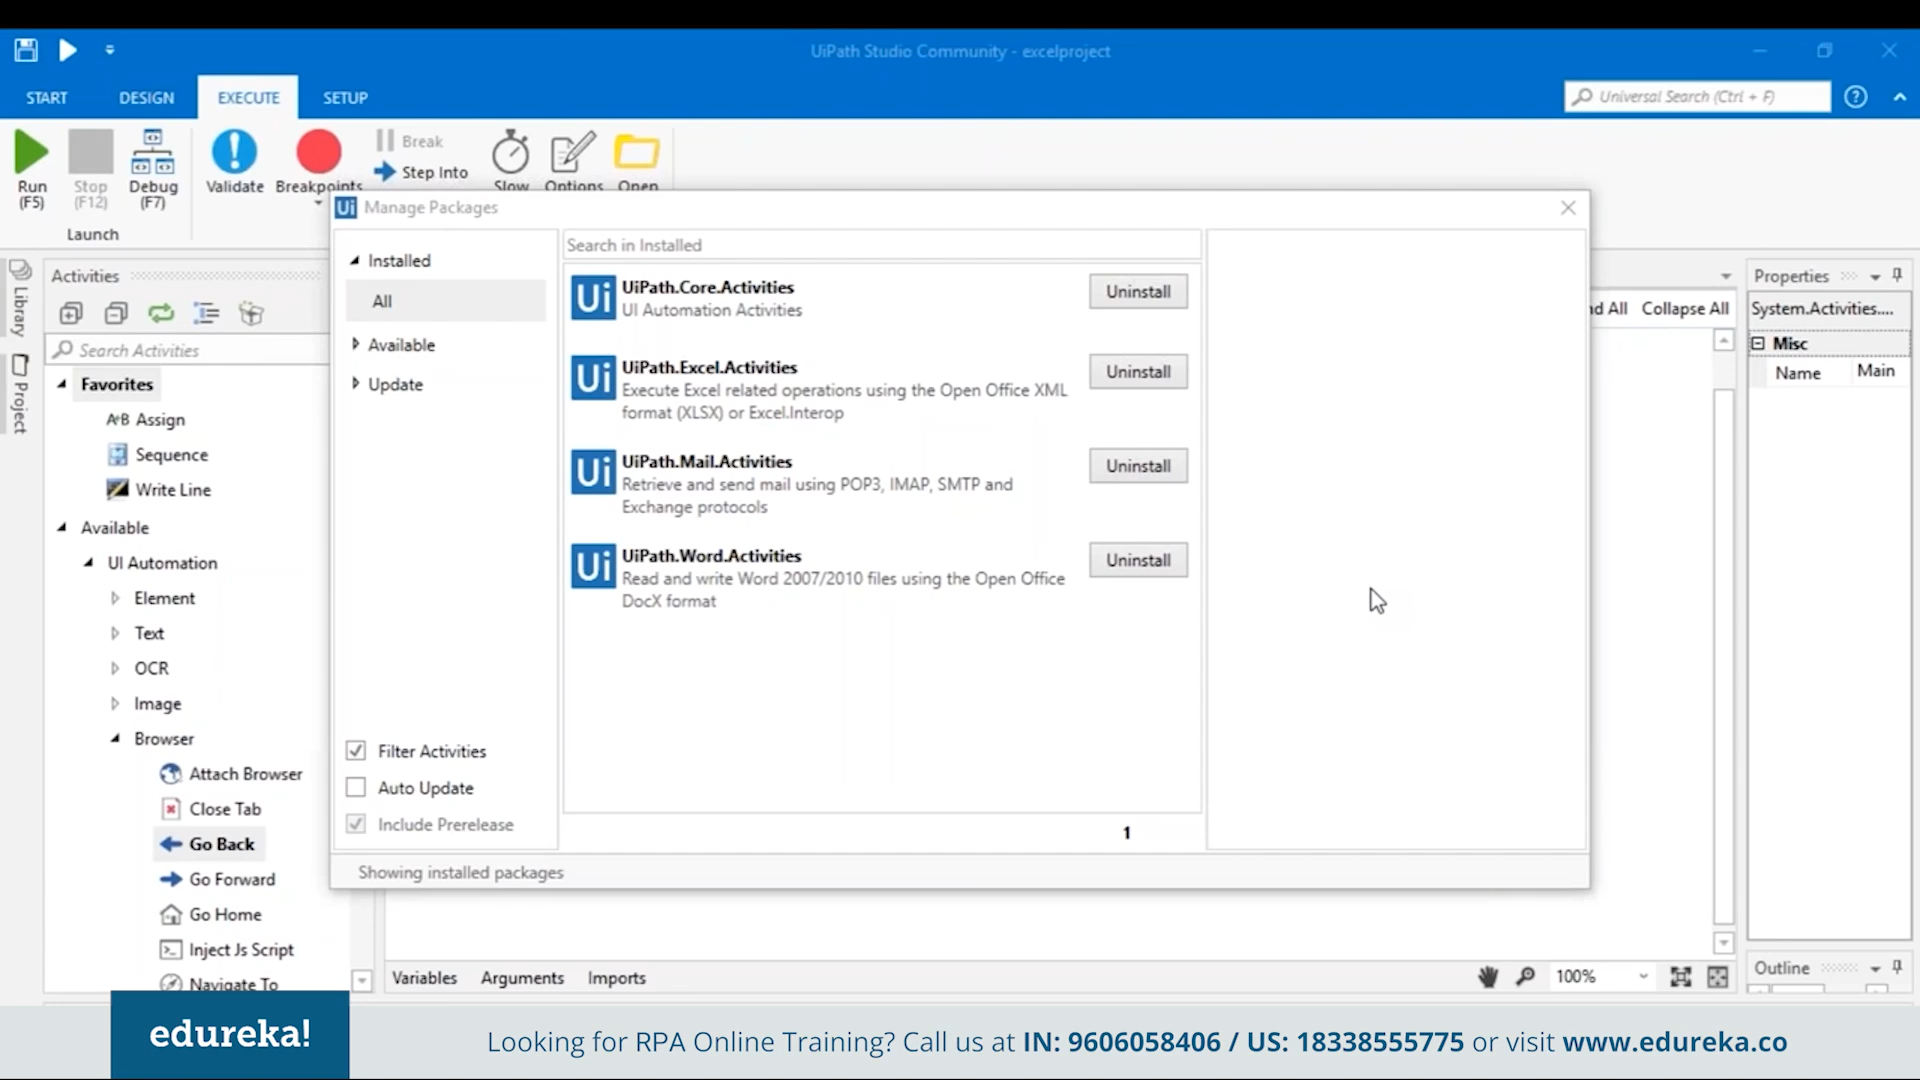 UiPath Studio Community - excelproject
START DESIGN EXECUTE SETUP
Universal Search (Ctrl + F)
Run
(F5)
Stop
(F12)
Debug
(F7)
Launch
Validate
Breakpoints
Break
Step Into
Slow
Options
Open
Library
Project
Activities
Search Activities
Favorites
A+B Assign
Sequence
Write Line
Available
UI Automation
Element
Text
OCR
Image
Browser
Attach Browser
Close Tab
Go Back
Go Forward
Go Home
Inject Js Script
Navigate To
Ui Manage Packages
Installed
All
Available
Update
Filter Activities
Auto Update
Include Prerelease
Showing installed packages
Search in Installed
Ui
UiPath.Core.Activities
UI Automation Activities
Uninstall
Ui
UiPath.Excel.Activities
Execute Excel related operations using the Open Office XML
format (XLSX) or Excel.Interop
Uninstall
Ui
UiPath.Mail.Activities
Retrieve and send mail using POP3, IMAP, SMTP and
Exchange protocols
Uninstall
Ui
UiPath.Word.Activities
Read and write Word 2007/2010 files using the Open Office
DocX format
Uninstall
1
nd All Collapse All
Properties
System.Activities....
Misc
Name Main
Variables Arguments Imports
100%
Outline
edureka!
Looking for RPA Online Training? Call us at IN: 9606058406 / US: 18338555775 or visit www.edureka.co